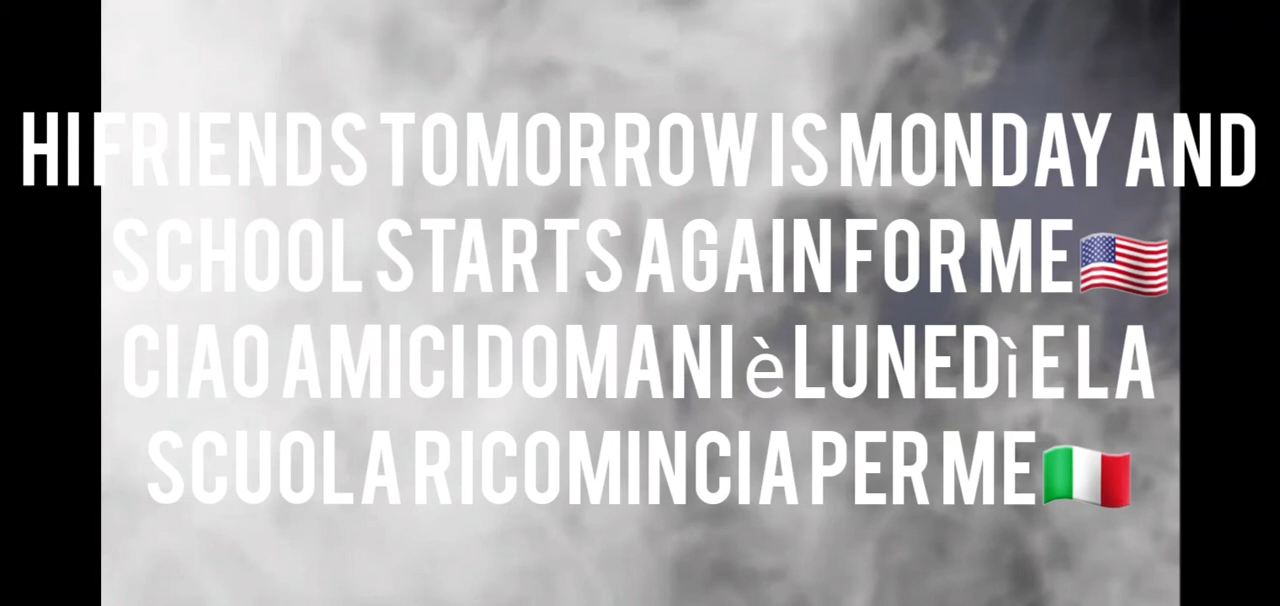 HI FRIENDS TOMORROW IS MONDAY AND
SCHOOL STARTS AGAIN FOR ME🇺🇸
CIAO AMICI DOMANI è LUNEDì E LA
SCUOLA RICOMINCIA PER ME🇮🇹